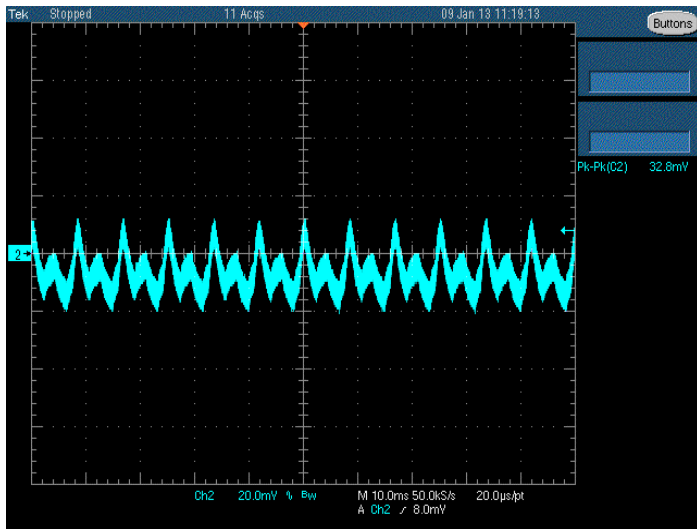 Tek Stopped 11 Acqs 09 Jan 13 11:19:13
Buttons
Pk-Pk(C2) 32.8mV
2
Ch2 20.0mV % Bw M 10.0ms 50.0kS/s 20.0µs/pt
A Ch2 / 8.0mV